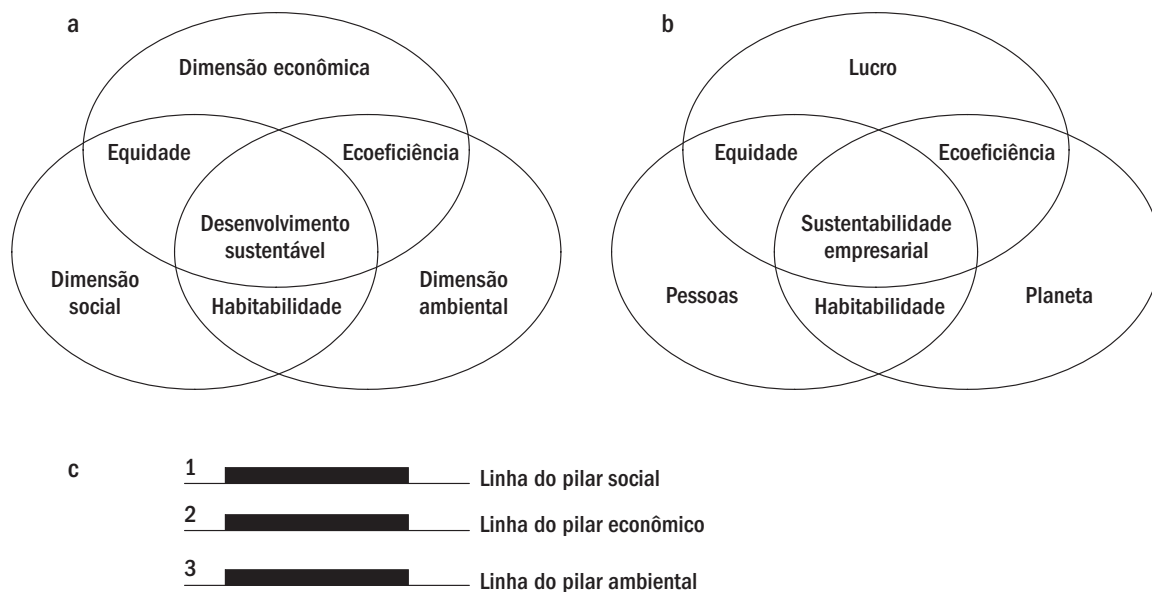 a
Dimensão econômica
Equidade
Ecoeficiência
Desenvolvimento
sustentável
Dimensão
social
Habitabilidade
Dimensão
ambiental
b
Lucro
Equidade
Ecoeficiência
Sustentabilidade
empresarial
Pessoas
Habitabilidade
Planeta
c
1 Linha do pilar social
2 Linha do pilar econômico
3 Linha do pilar ambiental